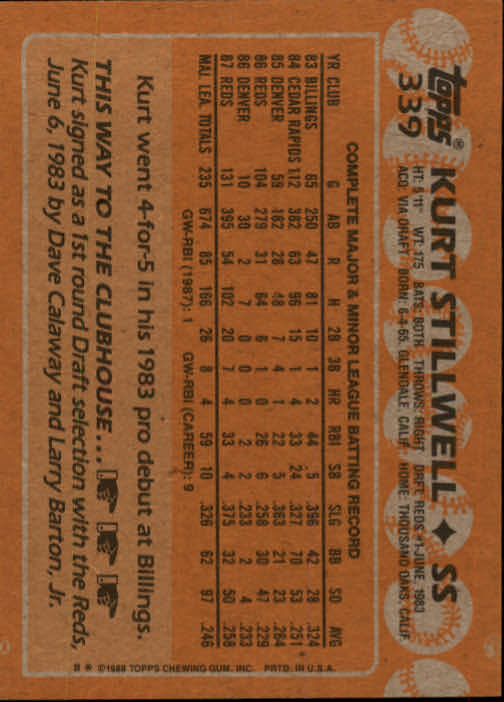 topps®
339
KURT STILLWELL ✦ SS
HT: 5'11" WT: 175 BATS: BOTH THROWS: RIGHT DRFT: REDS #1-JUNE, 1983
ACQ: VIA DRAFT BORN: 6-4-65, GLENDALE, CALIF. HOME: THOUSAND OAKS, CALIF.
COMPLETE MAJOR & MINOR LEAGUE BATTING RECORD
YR CLUB G AB R H 2B 3B HR RBI SB SLG BB SO AVG
83 BILLINGS 65 250 47 81 10 1 2 44 5 .396 42 29 .324
84 CEDAR RAPIDS 112 382 63 96 15 1 4 33 24 .327 70 53 .251*
85 DENVER 59 182 28 48 7 4 1 22 5 .363 21 23 .264
86 REDS 104 279 31 64 6 1 0 26 6 .258 30 47 .229
86 DENVER 10 30 2 7 0 0 0 2 2 .233 2 4 .233
87 REDS 131 395 54 102 20 7 4 33 4 .375 32 50 .258
MAJ. LEA. TOTALS 235 674 85 166 26 8 4 59 10 .326 62 97 .246
GW-RBI (1987): 1 GW-RBI (CAREER): 9
Kurt went 4-for-5 in his 1983 pro debut at Billings.
THIS WAY TO THE CLUBHOUSE...
Kurt signed as a 1st round Draft selection with the Reds,
June 6, 1983 by Dave Calaway and Larry Barton, Jr.
B ✱ ©1988 TOPPS CHEWING GUM, INC. PRTD. IN U.S.A.